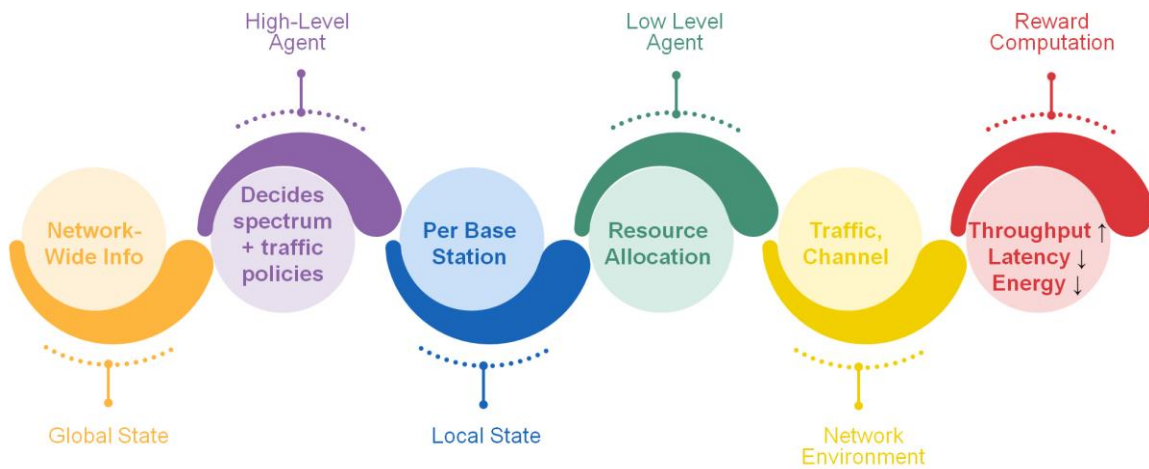 High-Level
Agent
Low Level
Agent
Reward
Computation
Network-
Wide Info
Decides
spectrum
+ traffic
policies
Per Base
Station
Resource
Allocation
Traffic,
Channel
Throughput ↑
Latency ↓
Energy ↓
Global State
Local State
Network
Environment